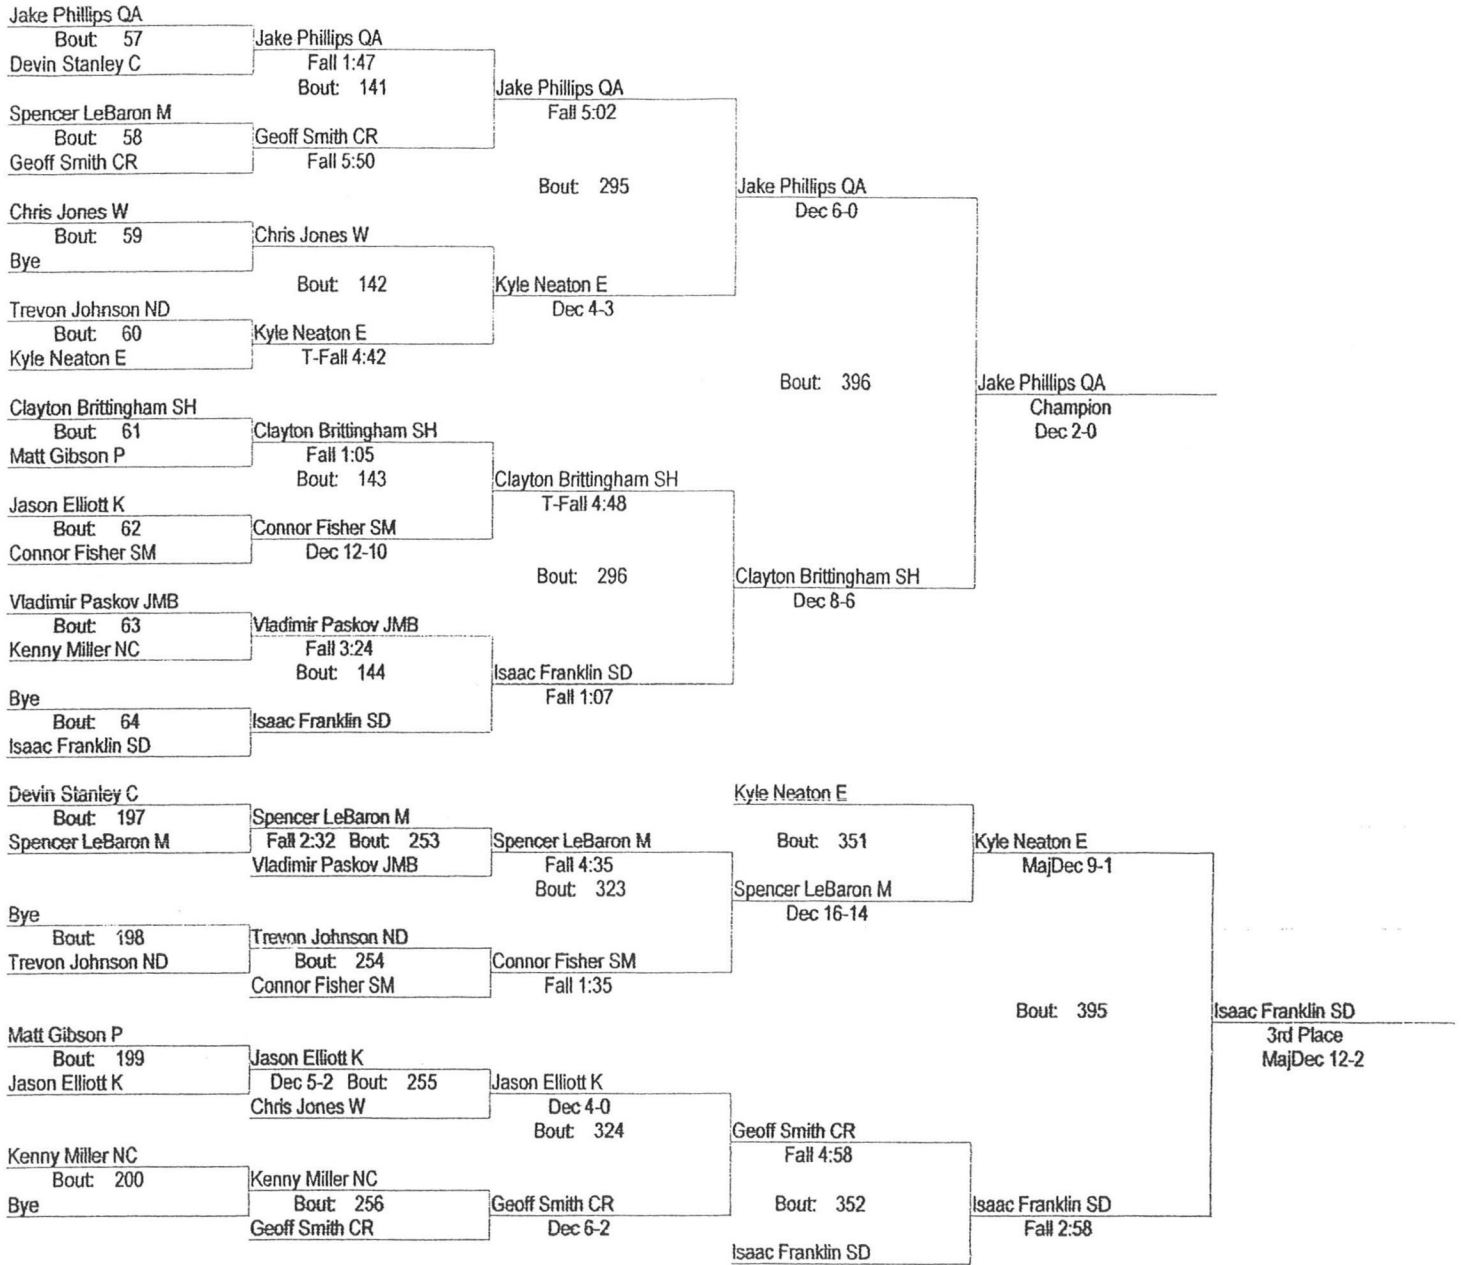 Jake Phillips QA
Bout: 57
Devin Stanley C
Jake Phillips QA
Fall 1:47
Bout: 141
Spencer LeBaron M
Bout: 58
Geoff Smith CR
Geoff Smith CR
Fall 5:50
Jake Phillips QA
Fall 5:02
Bout: 295
Chris Jones W
Bout: 59
Bye
Chris Jones W
Bout: 142
Trevon Johnson ND
Bout: 60
Kyle Neaton E
Kyle Neaton E
T-Fall 4:42
Kyle Neaton E
Dec 4-3
Jake Phillips QA
Dec 6-0
Bout: 396
Jake Phillips QA
Champion
Dec 2-0
Clayton Brittingham SH
Bout: 61
Matt Gibson P
Clayton Brittingham SH
Fall 1:05
Bout: 143
Jason Elliott K
Bout: 62
Connor Fisher SM
Connor Fisher SM
Dec 12-10
Clayton Brittingham SH
T-Fall 4:48
Bout: 296
Vladimir Paskov JMB
Bout: 63
Kenny Miller NC
Vladimir Paskov JMB
Fall 3:24
Bout: 144
Bye
Bout: 64
Isaac Franklin SD
Isaac Franklin SD
Isaac Franklin SD
Fall 1:07
Clayton Brittingham SH
Dec 8-6
Devin Stanley C
Bout: 197
Spencer LeBaron M
Spencer LeBaron M
Fall 2:32 Bout: 253
Vladimir Paskov JMB
Spencer LeBaron M
Fall 4:35
Bout: 323
Bye
Bout: 198
Trevon Johnson ND
Trevon Johnson ND
Bout: 254
Connor Fisher SM
Connor Fisher SM
Fall 1:35
Kyle Neaton E
Bout: 351
Spencer LeBaron M
Dec 16-14
Kyle Neaton E
MajDec 9-1
Bout: 395
Isaac Franklin SD
3rd Place
MajDec 12-2
Matt Gibson P
Bout: 199
Jason Elliott K
Jason Elliott K
Dec 5-2 Bout: 255
Chris Jones W
Jason Elliott K
Dec 4-0
Bout: 324
Kenny Miller NC
Bout: 200
Bye
Kenny Miller NC
Bout: 256
Geoff Smith CR
Geoff Smith CR
Dec 6-2
Geoff Smith CR
Fall 4:58
Bout: 352
Isaac Franklin SD
Isaac Franklin SD
Fall 2:58